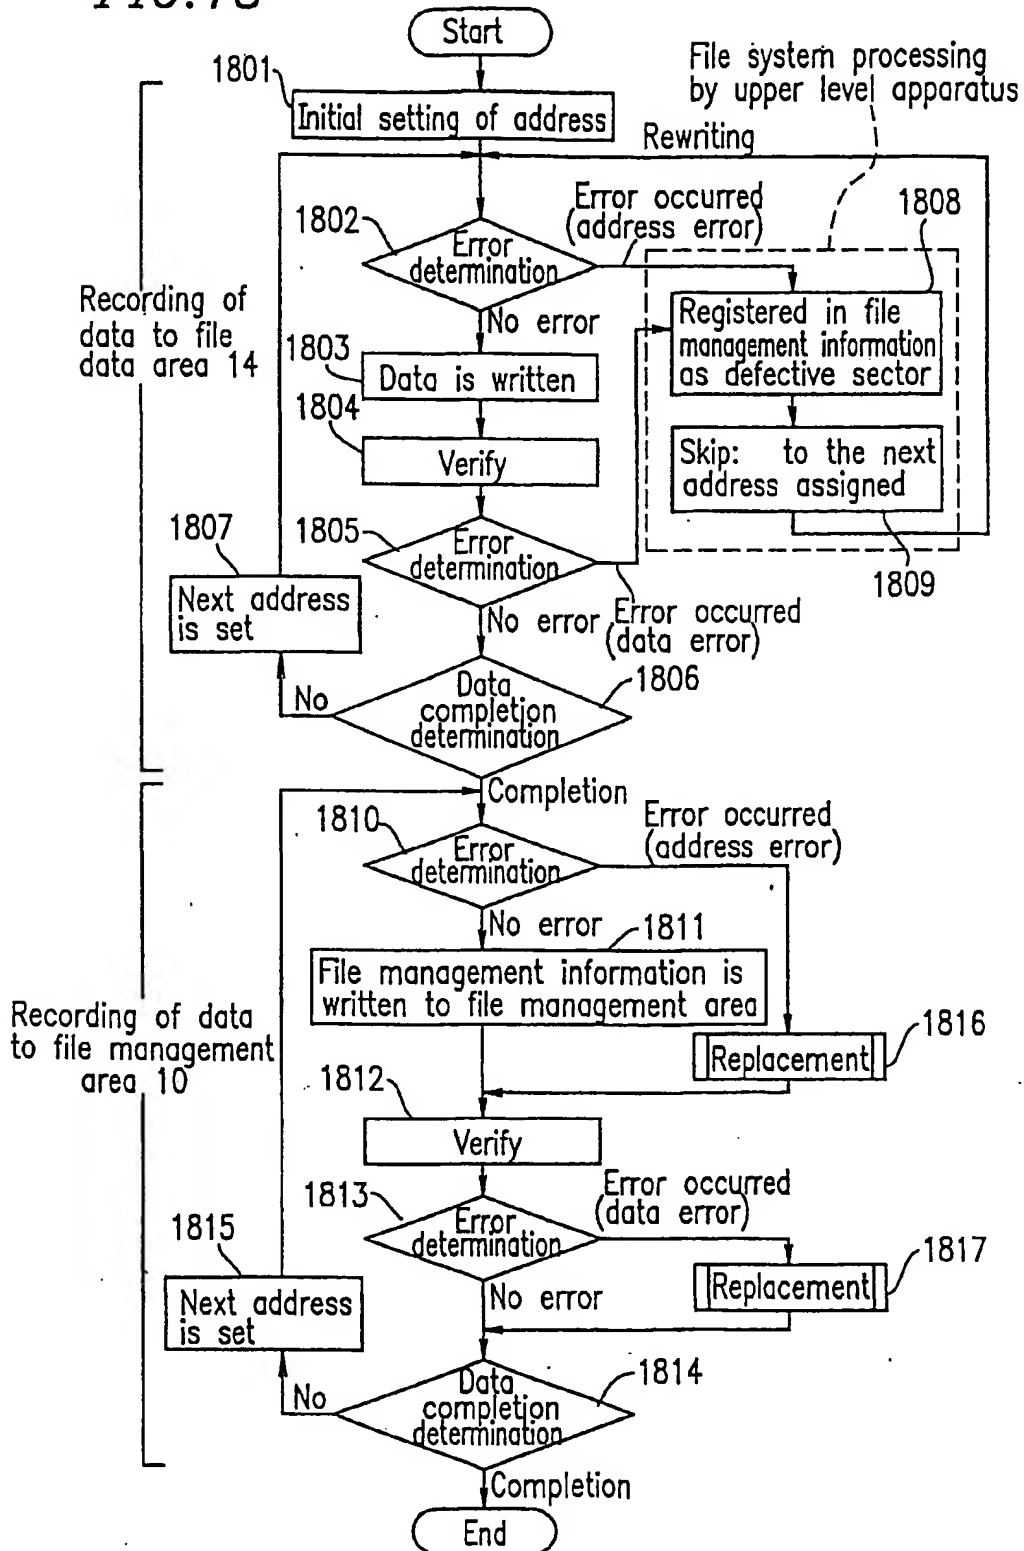 Start
File system processing
by upper level apparatus
1801
Initial setting of address
Rewriting
Error occurred
(address error)
1808
1802
Error
determination
Recording of
data to file
data area 14
No error
Registered in file
management information
as defective sector
1803
Data is written
1804
Verify
Skip: to the next
address assigned
1807
1805
Error
determination
1809
Next address
is set
No error
Error occurred
(data error)
1806
Data
completion
determination
No
Completion
1810
Error occurred
(address error)
Error
determination
No error
1811
File management information is
written to file management area
Recording of data
to file management
area 10
1816
Replacement
1812
Verify
1813
Error occurred
(data error)
Error
determination
1815
1817
Replacement
Next address
is set
No error
1814
Data
completion
determination
No
Completion
End